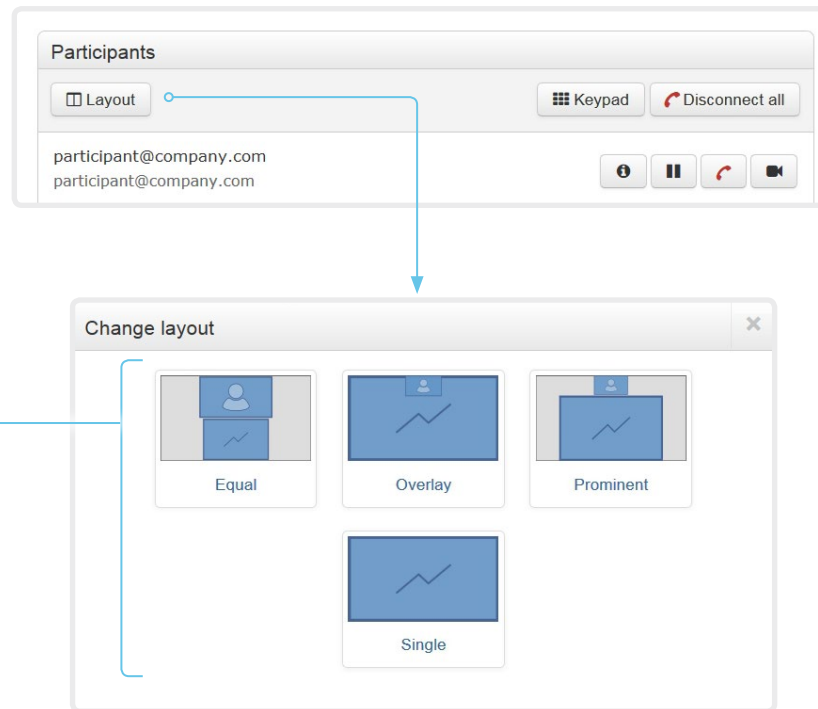 Participants
Layout
Keypad
Disconnect all
participant@company.com
participant@company.com
Change layout
Equal
Overlay
Prominent
Single